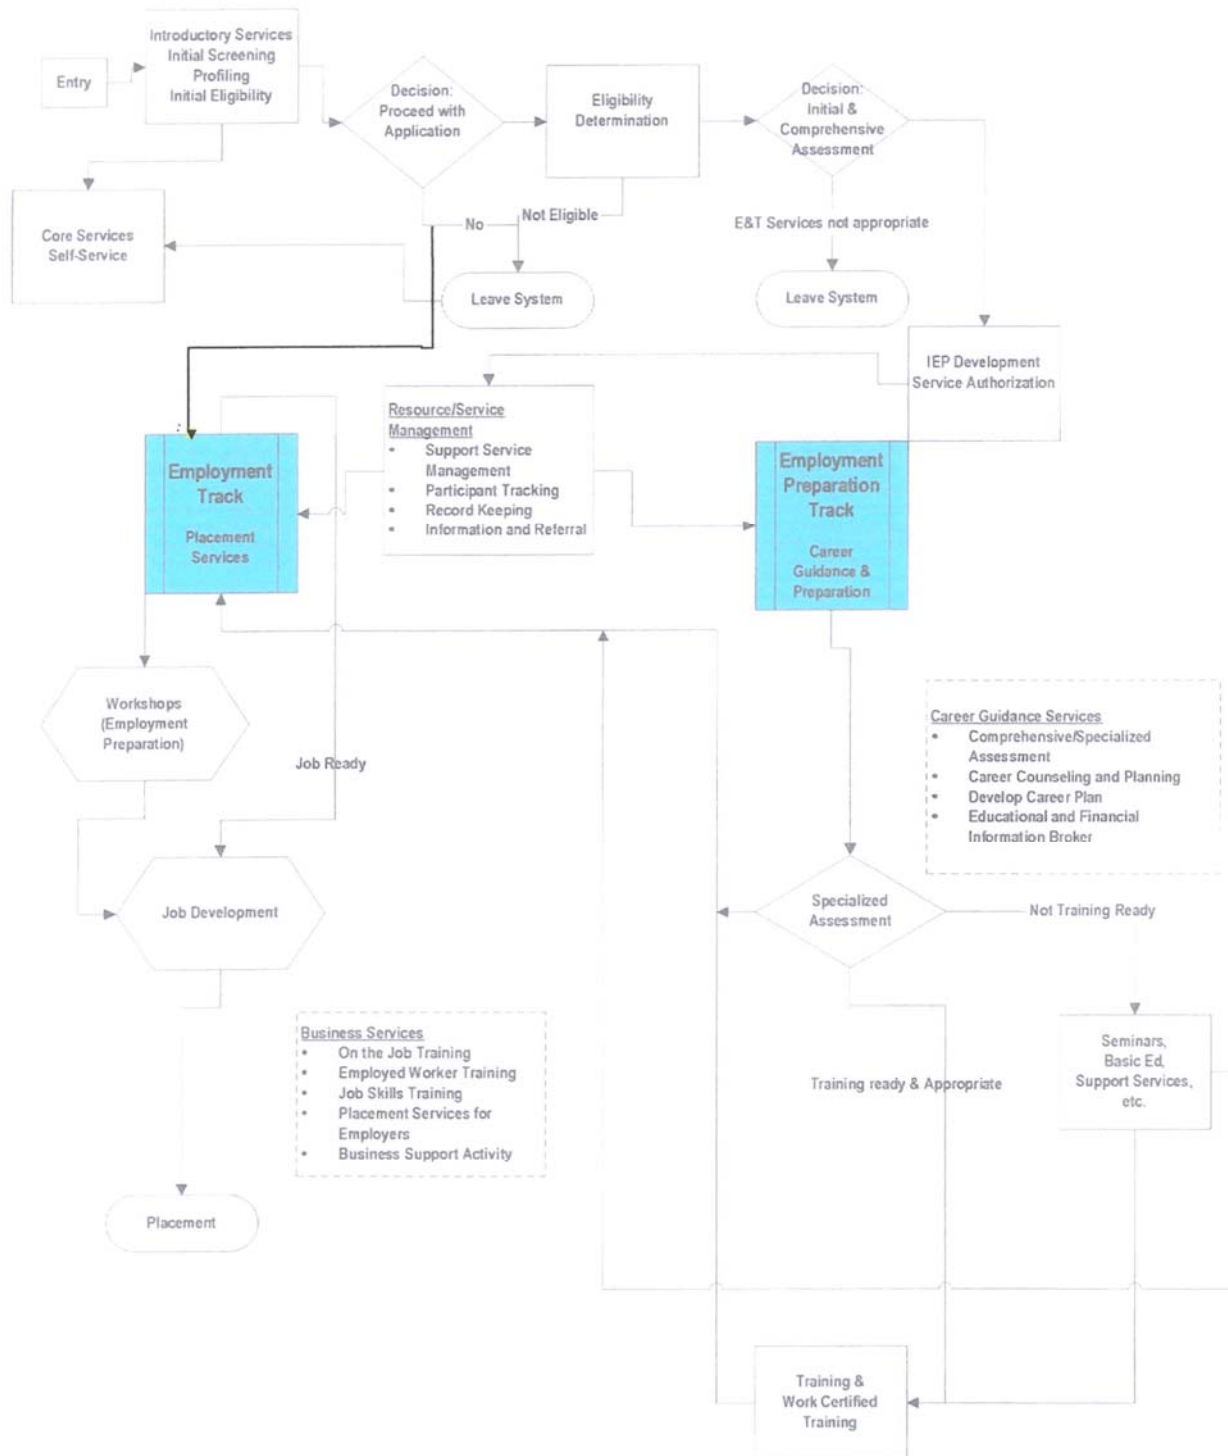 Entry
Introductory Services
Initial Screening
Profiling
Initial Eligibility
Decision:
Proceed with
Application
Eligibility
Determination
Decision:
Initial &
Comprehensive
Assessment
Core Services
Self-Service
No
Not Eligible
E&T Services not appropriate
Leave System
Leave System
IEP Development
Service Authorization
Resource/Service
Management
• Support Service
Management
• Participant Tracking
• Record Keeping
• Information and Referral
Employment
Track
Placement
Services
Employment
Preparation
Track
Career
Guidance &
Preparation
Workshops
(Employment
Preparation)
Job Ready
Career Guidance Services
• Comprehensive/Specialized
Assessment
• Career Counseling and Planning
• Develop Career Plan
• Educational and Financial
Information Broker
Job Development
Specialized
Assessment
Not Training Ready
Business Services
• On the Job Training
• Employed Worker Training
• Job Skills Training
• Placement Services for
Employers
• Business Support Activity
Training ready & Appropriate
Seminars,
Basic Ed,
Support Services,
etc.
Placement
Training &
Work Certified
Training